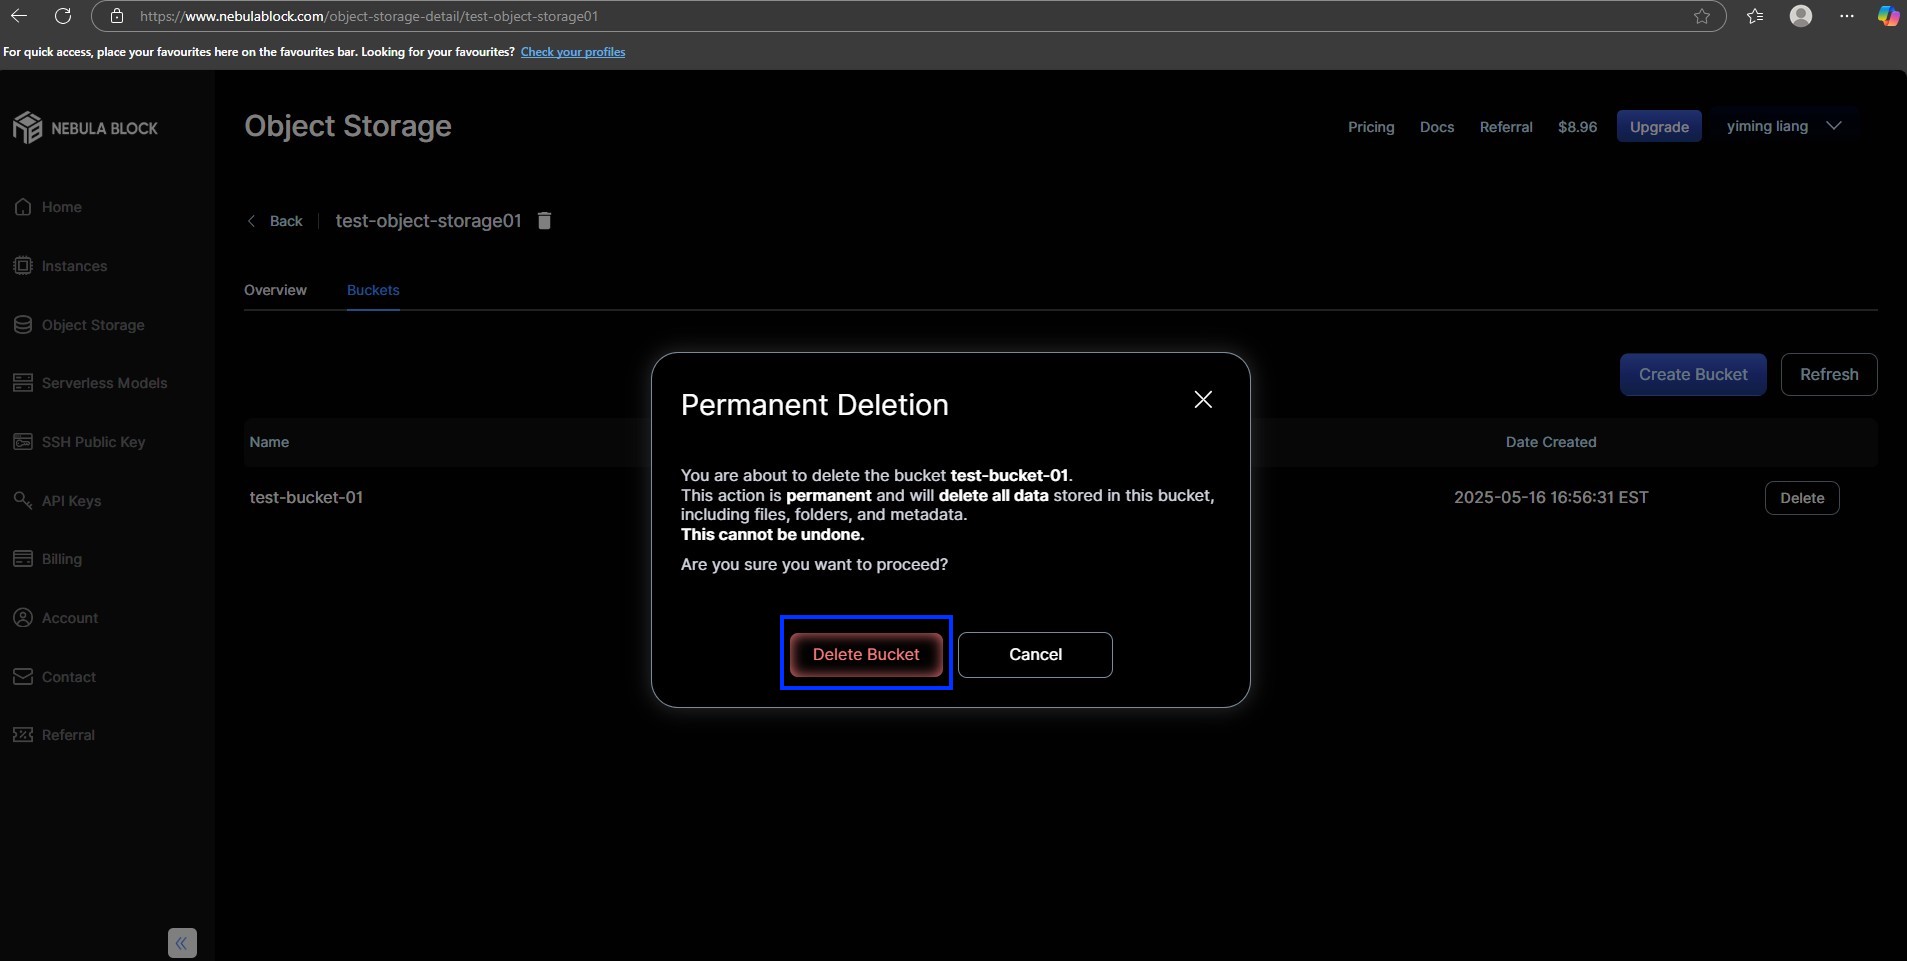 https://www.nebulablock.com/object-storage-detail/test-object-storage01
For quick access, place your favourites here on the favourites bar. Looking for your favourites? Check your profiles
NEBULA BLOCK
Object Storage
Pricing
Docs
Referral
$8.96
Upgrade
yiming liang
Home
Instances
Object Storage
Serverless Models
SSH Public Key
API Keys
Billing
Account
Contact
Referral
Back
test-object-storage01
Overview
Buckets
Create Bucket
Refresh
Name
Date Created
test-bucket-01
2025-05-16 16:56:31 EST
Delete
Permanent Deletion
You are about to delete the bucket test-bucket-01.
This action is permanent and will delete all data stored in this bucket,
including files, folders, and metadata.
This cannot be undone.
Are you sure you want to proceed?
Delete Bucket
Cancel